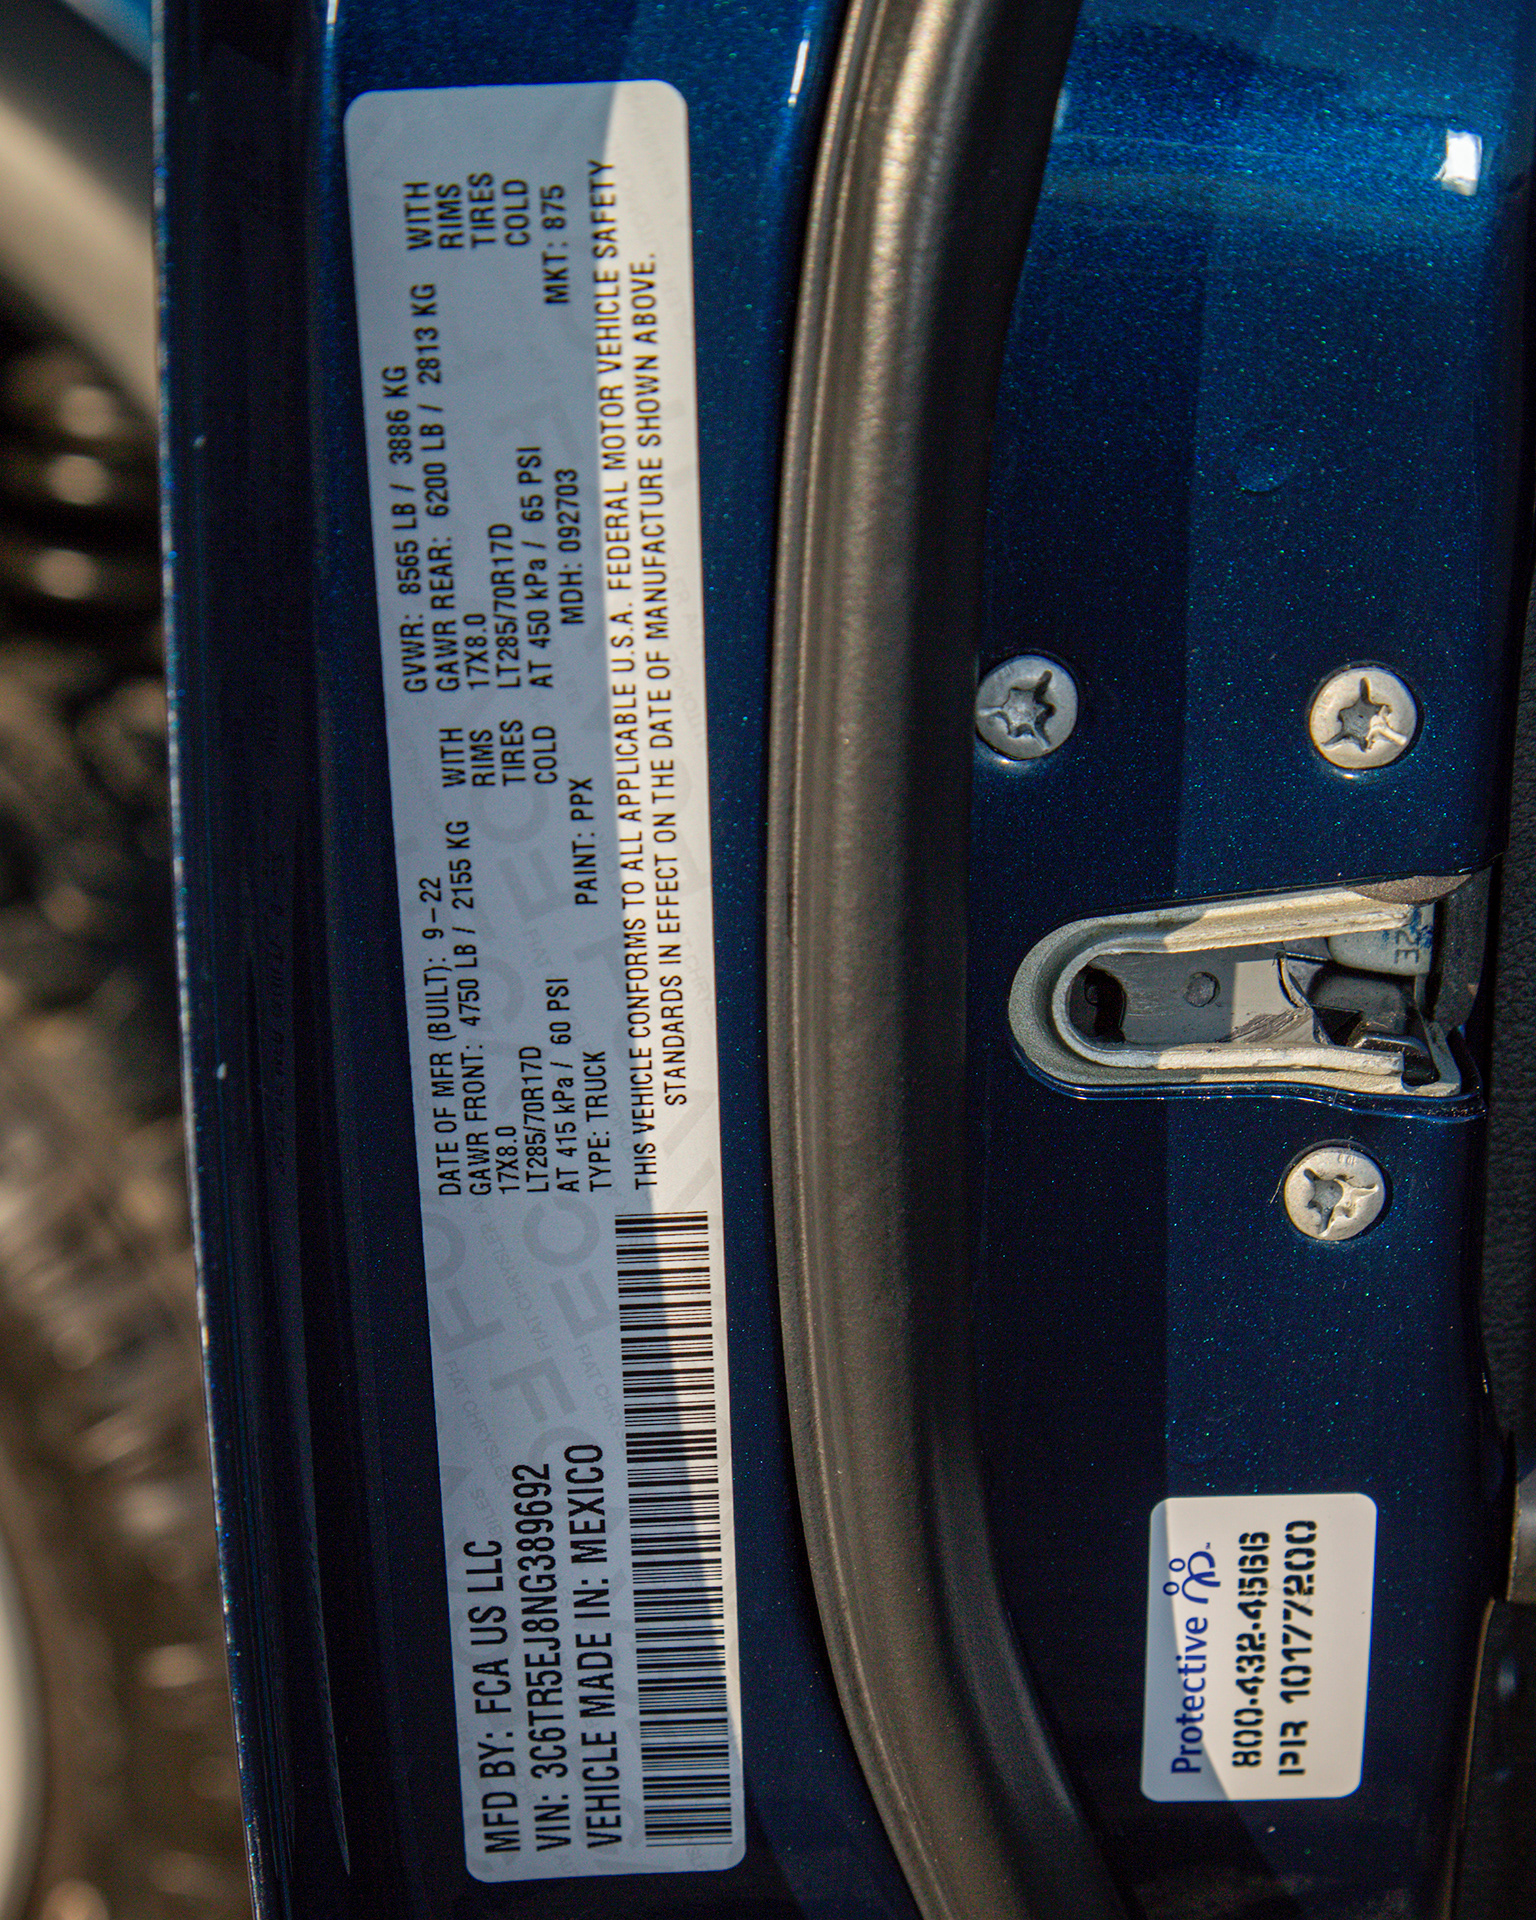 MFD BY: FCA US LLC
VIN: 3C6TR5EJ8NG389692
VEHICLE MADE IN: MEXICO
DATE OF MFR (BUILT): 9-22 GVWR: 8565 LB / 3886 KG
GAWR FRONT: 4750 LB / 2155 KG WITH GAWR REAR: 6200 LB / 2813 KG WITH
17X8.0 RIMS 17X8.0 RIMS
LT285/70R17D TIRES LT285/70R17D TIRES
AT 415 kPa / 60 PSI COLD AT 450 kPa / 65 PSI COLD
TYPE: TRUCK PAINT: PPX MDH: 092703 MKT: 875
THIS VEHICLE CONFORMS TO ALL APPLICABLE U.S.A. FEDERAL MOTOR VEHICLE SAFETY
STANDARDS IN EFFECT ON THE DATE OF MANUFACTURE SHOWN ABOVE.
Protective
800-432-4566
PR 10177200